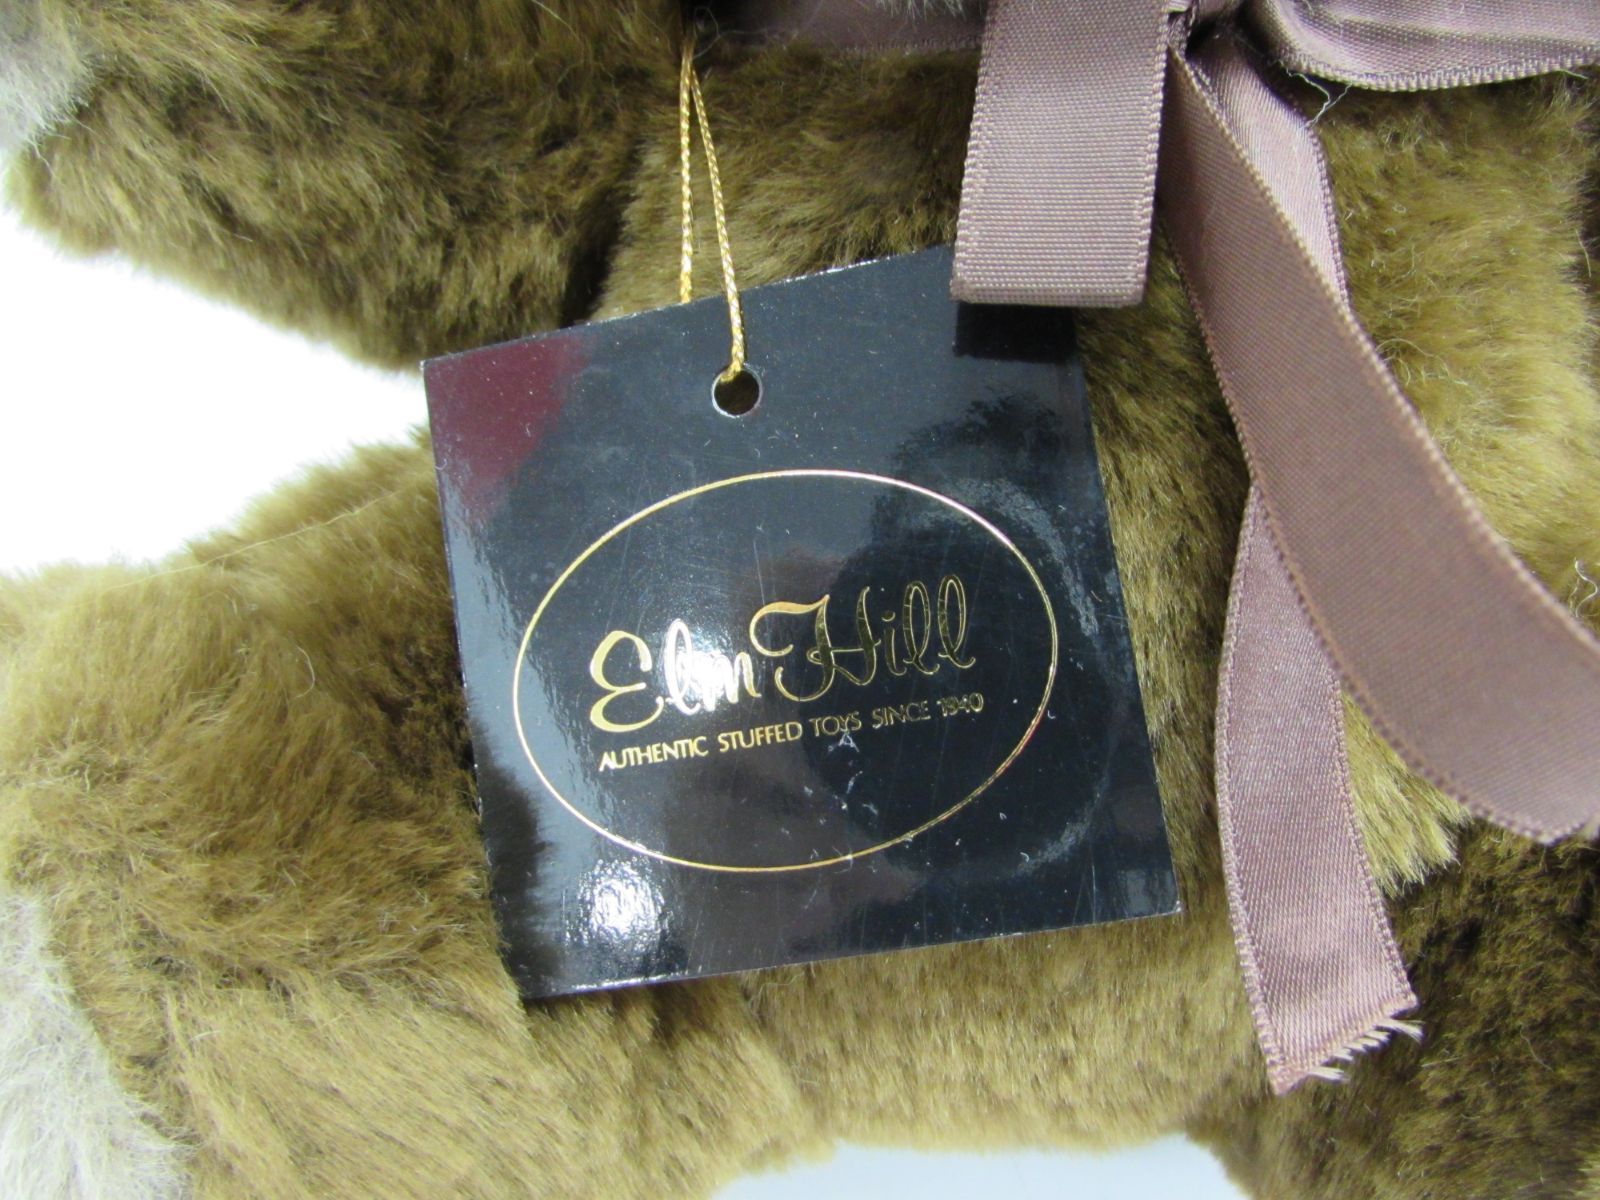 Elm Hill
AUTHENTIC STUFFED TOYS SINCE 1940